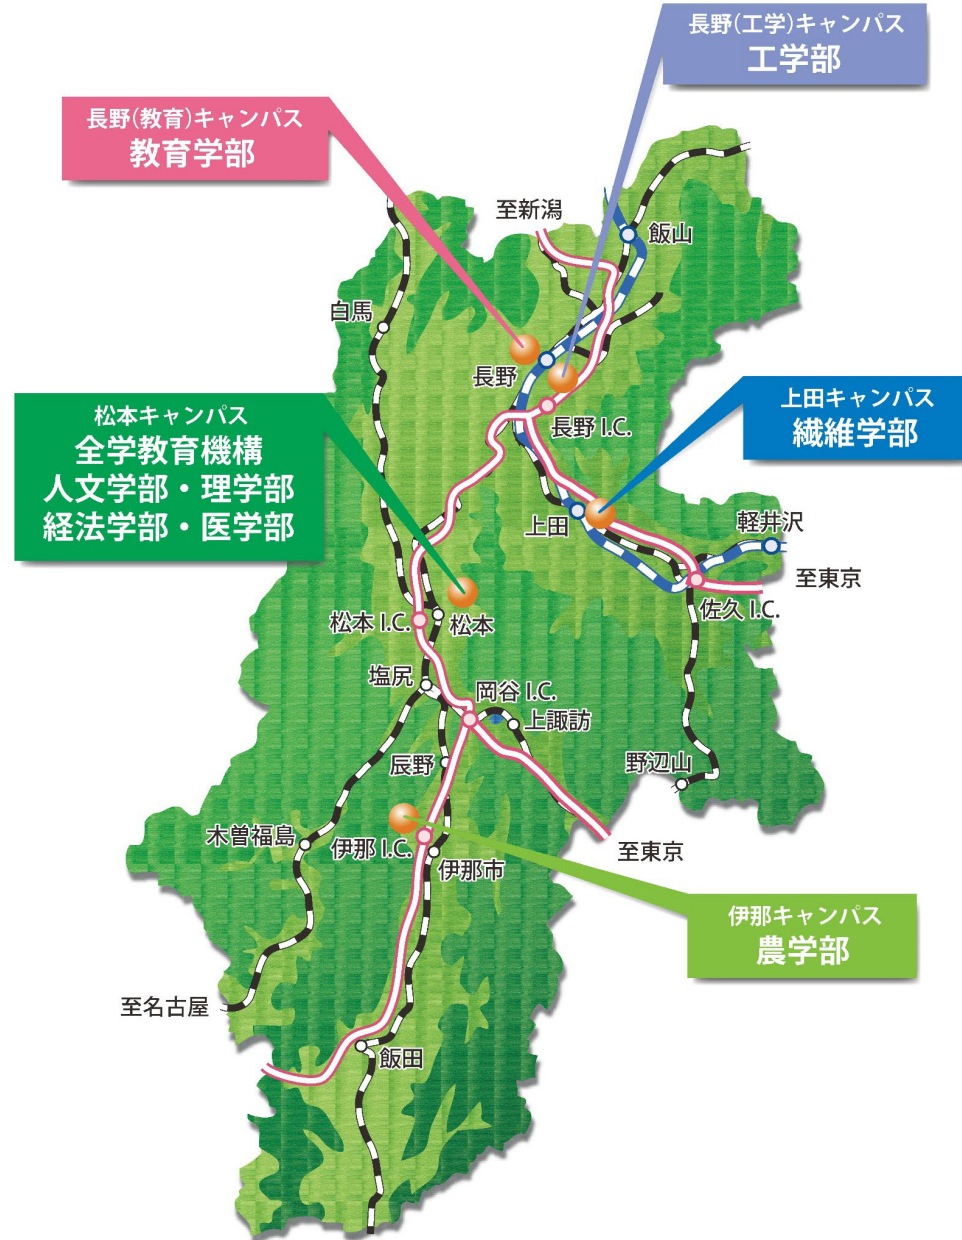 長野(工学)キャンパス
工学部
長野(教育)キャンパス
教育学部
至新潟
飯山
白馬
長野
長野 I.C.
松本キャンパス
全学教育機構
人文学部・理学部
経法学部・医学部
上田キャンパス
繊維学部
上田
軽井沢
至東京
佐久 I.C.
松本 I.C.
松本
塩尻
岡谷 I.C.
上諏訪
辰野
野辺山
木曽福島
伊那 I.C.
伊那市
至東京
伊那キャンパス
農学部
至名古屋
飯田